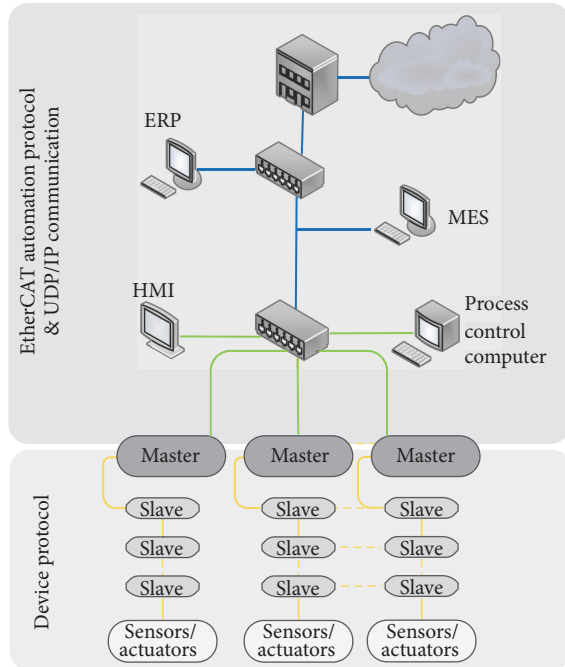 EtherCAT automation protocol
& UDP/IP communication
ERP
MES
HMI
Process
control
computer
Master
Master
Master
Device protocol
Slave
Slave
Slave
Slave
Slave
Slave
Slave
Slave
Slave
Sensors/
actuators
Sensors/
actuators
Sensors/
actuators